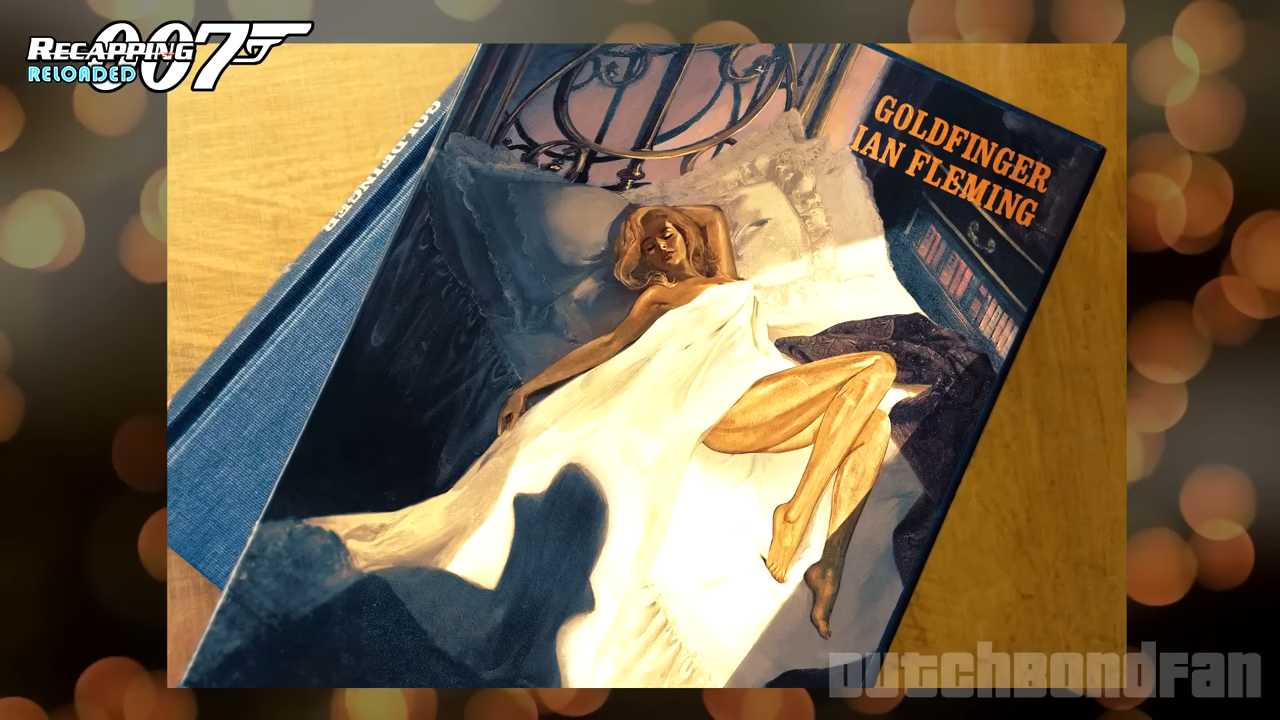 RECAPPING
RELOADED
007
GOLDFINGER
GOLDFINGER
IAN FLEMING
DUTCHBONDFAN